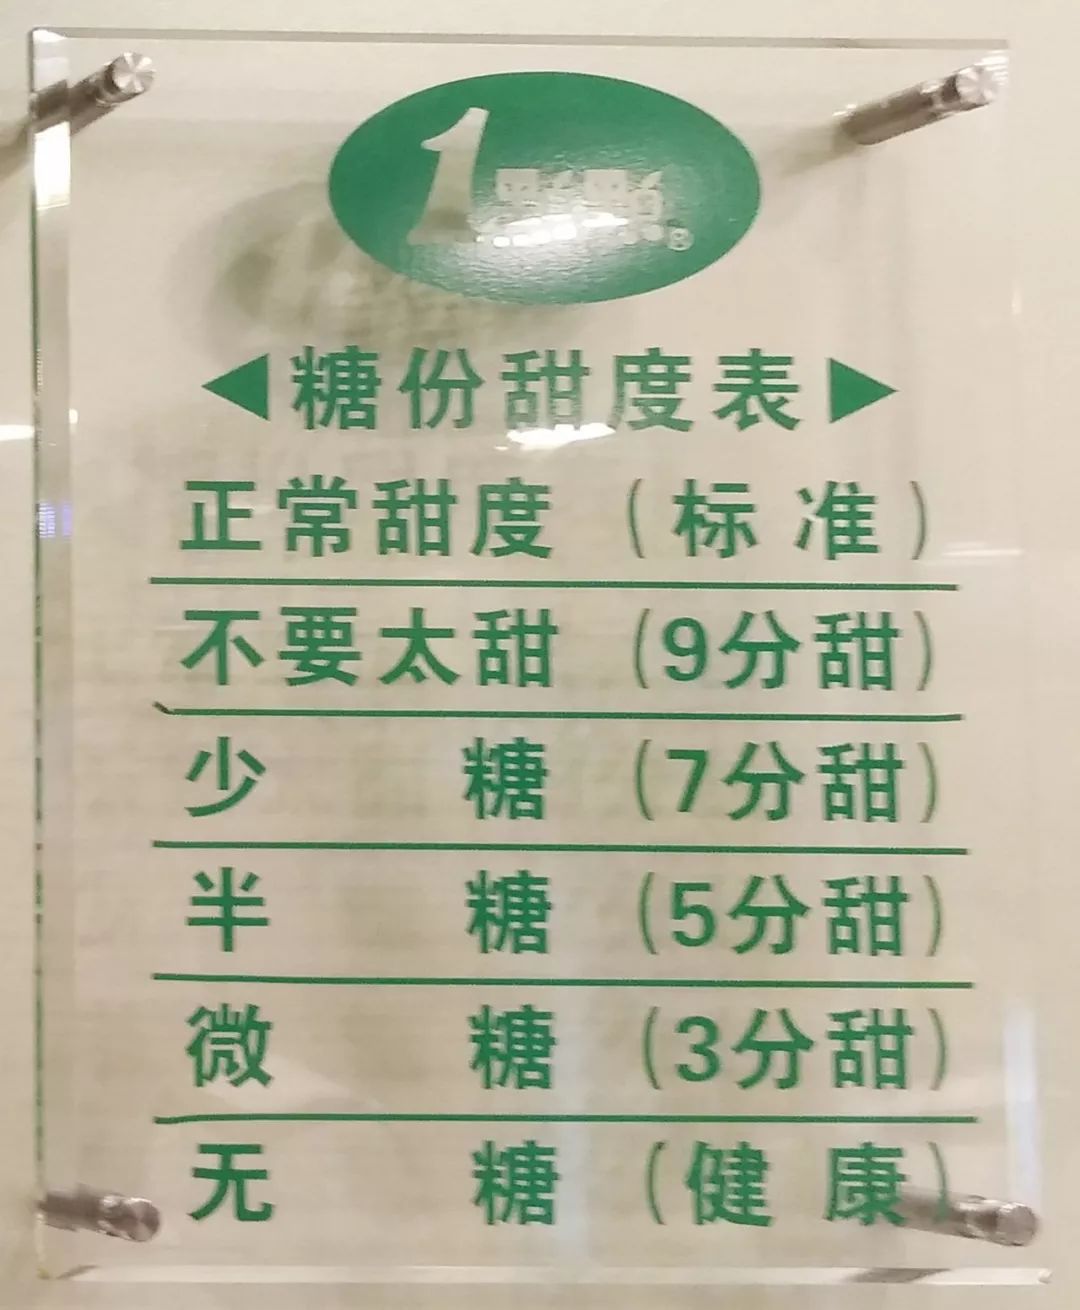 1點點®
◀糖份甜度表▶
正常甜度（标准）
不要太甜（9分甜）
少糖（7分甜）
半糖（5分甜）
微糖（3分甜）
无糖（健康）